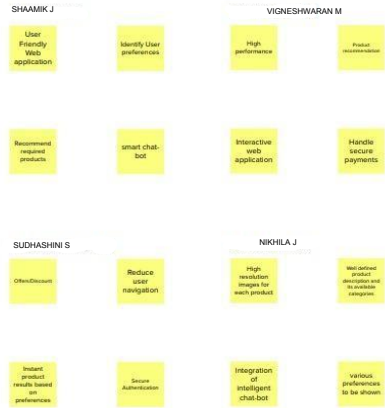 SHAAMIK J
User
Friendly
Web
application
Identify User
preferences
Recommend
required
products
smart chat-
bot
VIGNESHWARAN M
High
performance
Product
recommendation
Interactive
web
application
Handle
secure
payments
SUDHASHINI S
Offers/Discount
Reduce
user
navigation
Instant
product
results based
on
preferences
Secure
Authentication
NIKHILA J
High
resolution
images for
each product
Well defined
product
description and
its available
categories
Integration
of
intelligent
chat-bot
various
preferences
to be shown